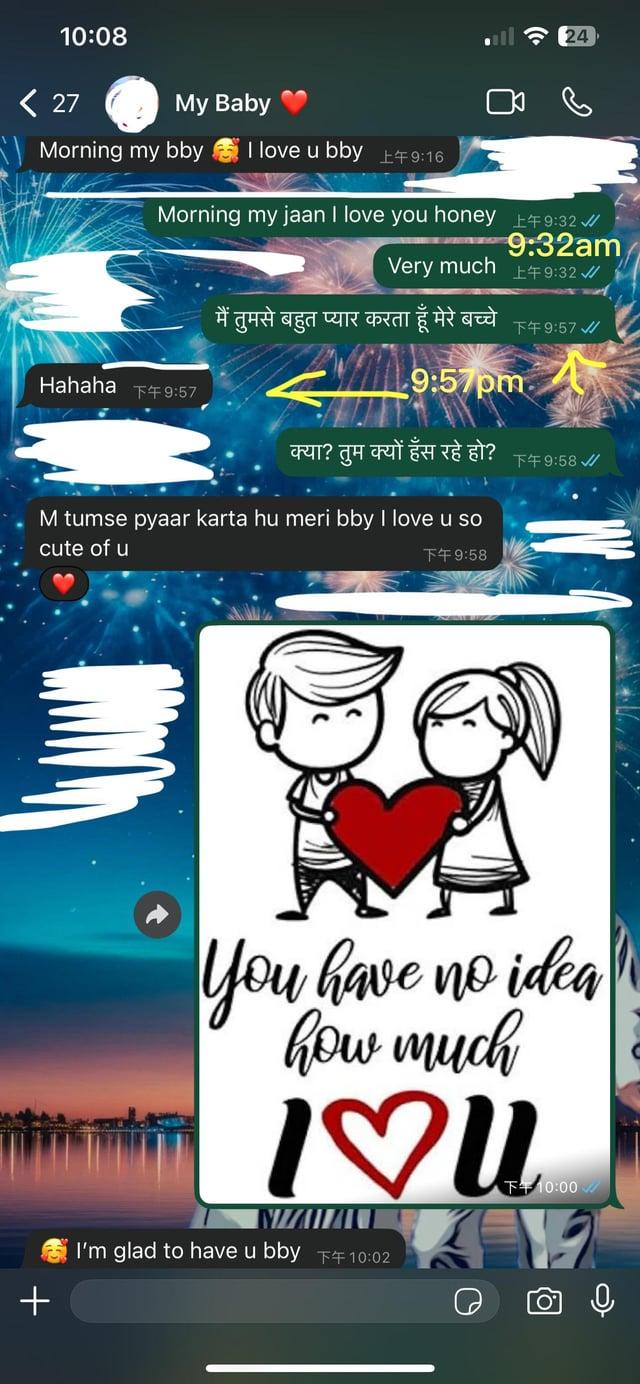 10:08
24
27
My Baby ❤️
Morning my bby 🥰 I love u bby 上午9:16
Morning my jaan I love you honey 上午9:32
9:32am
Very much 上午9:32
मैं तुमसे बहुत प्यार करता हूँ मेरे बच्चे 下午9:57
Hahaha 下午9:57
9:57pm
क्या? तुम क्यों हँस रहे हो? 下午9:58
M tumse pyaar karta hu meri bby I love u so
cute of u 下午9:58
❤️
You have no idea
how much
I ❤ U
下午10:00
🥰 I’m glad to have u bby 下午10:02